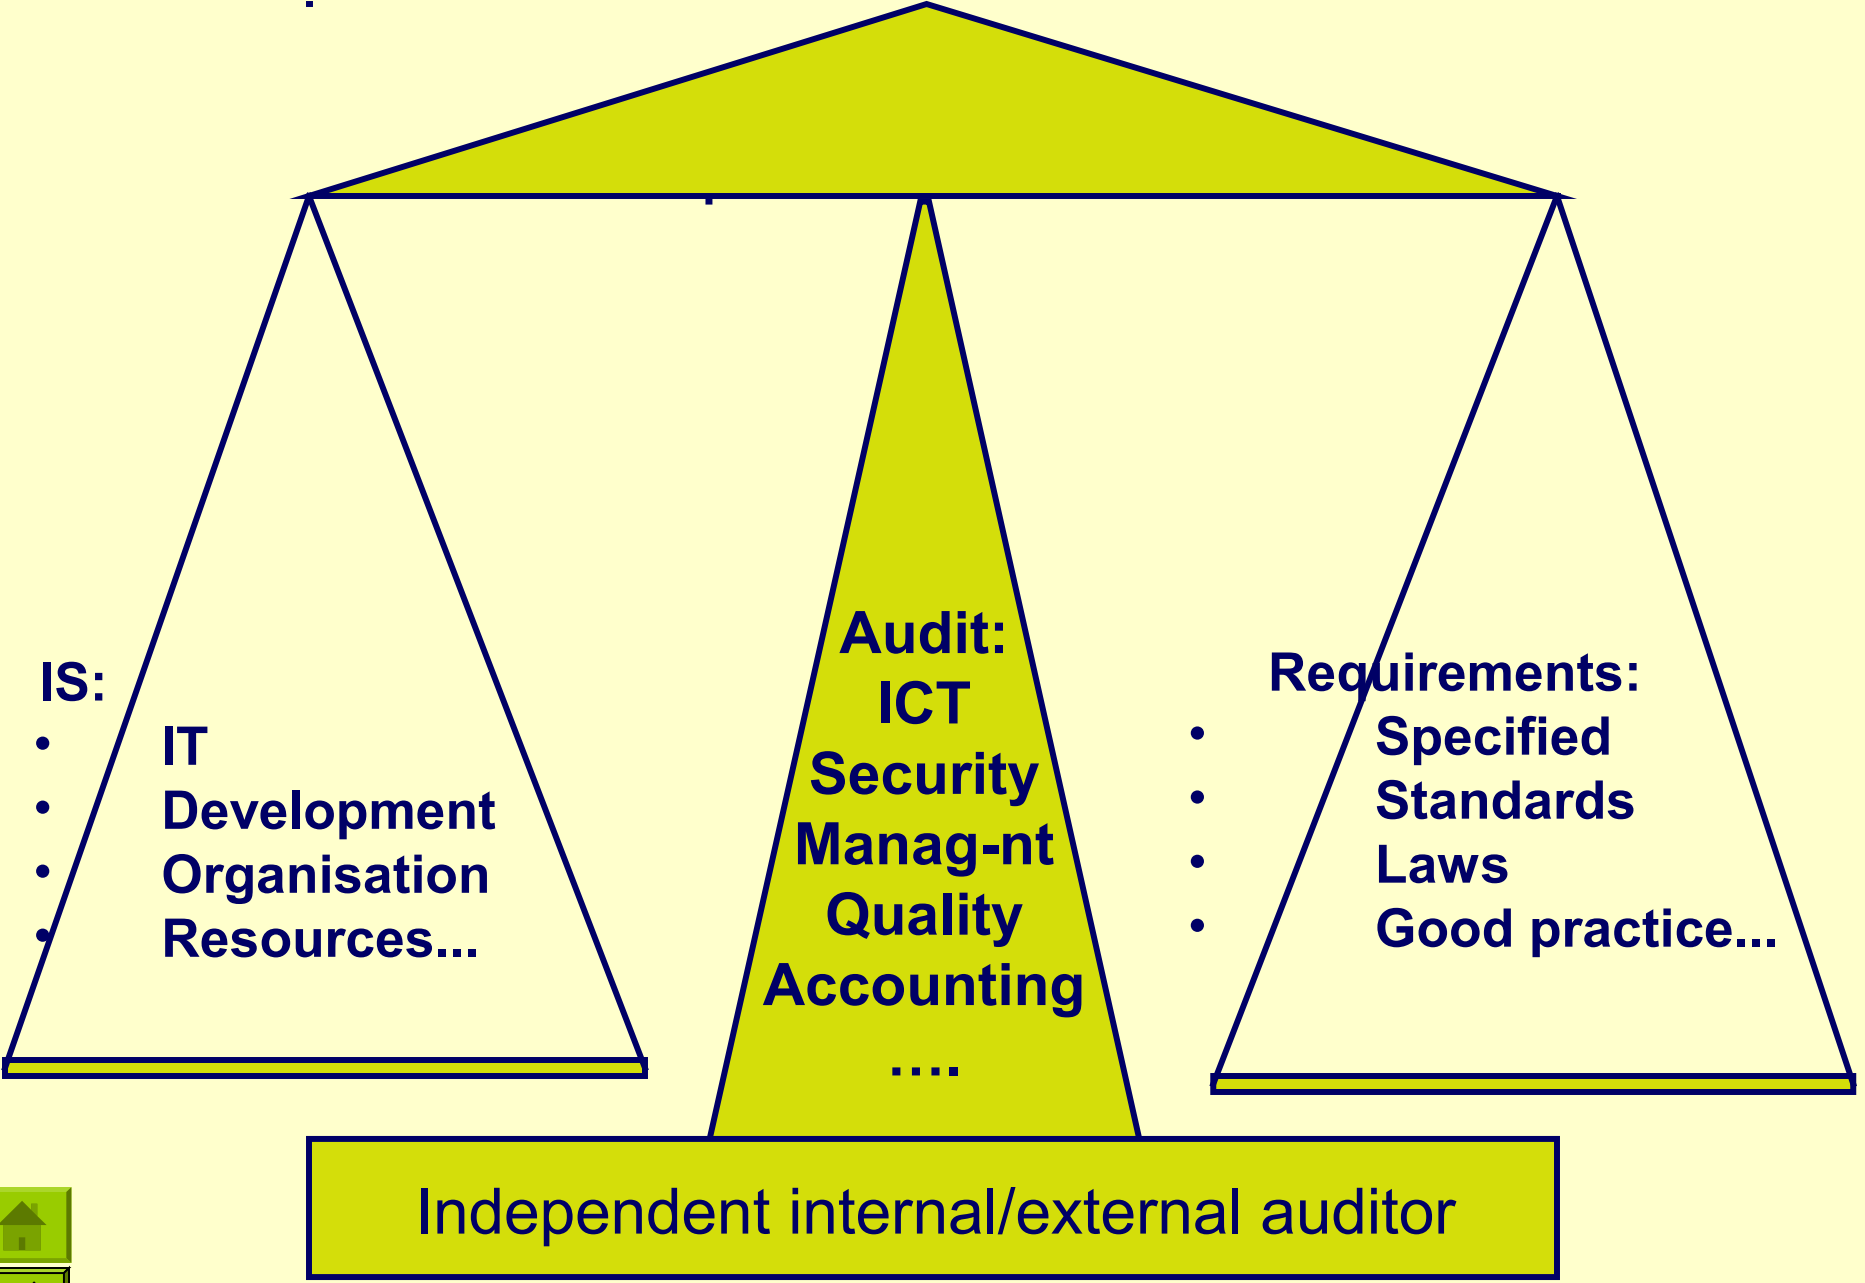 IS:
• IT
• Development
• Organisation
• Resources...
Audit:
ICT
Security
Manag-nt
Quality
Accounting
….
Requirements:
• Specified
• Standards
• Laws
• Good practice...
Independent internal/external auditor